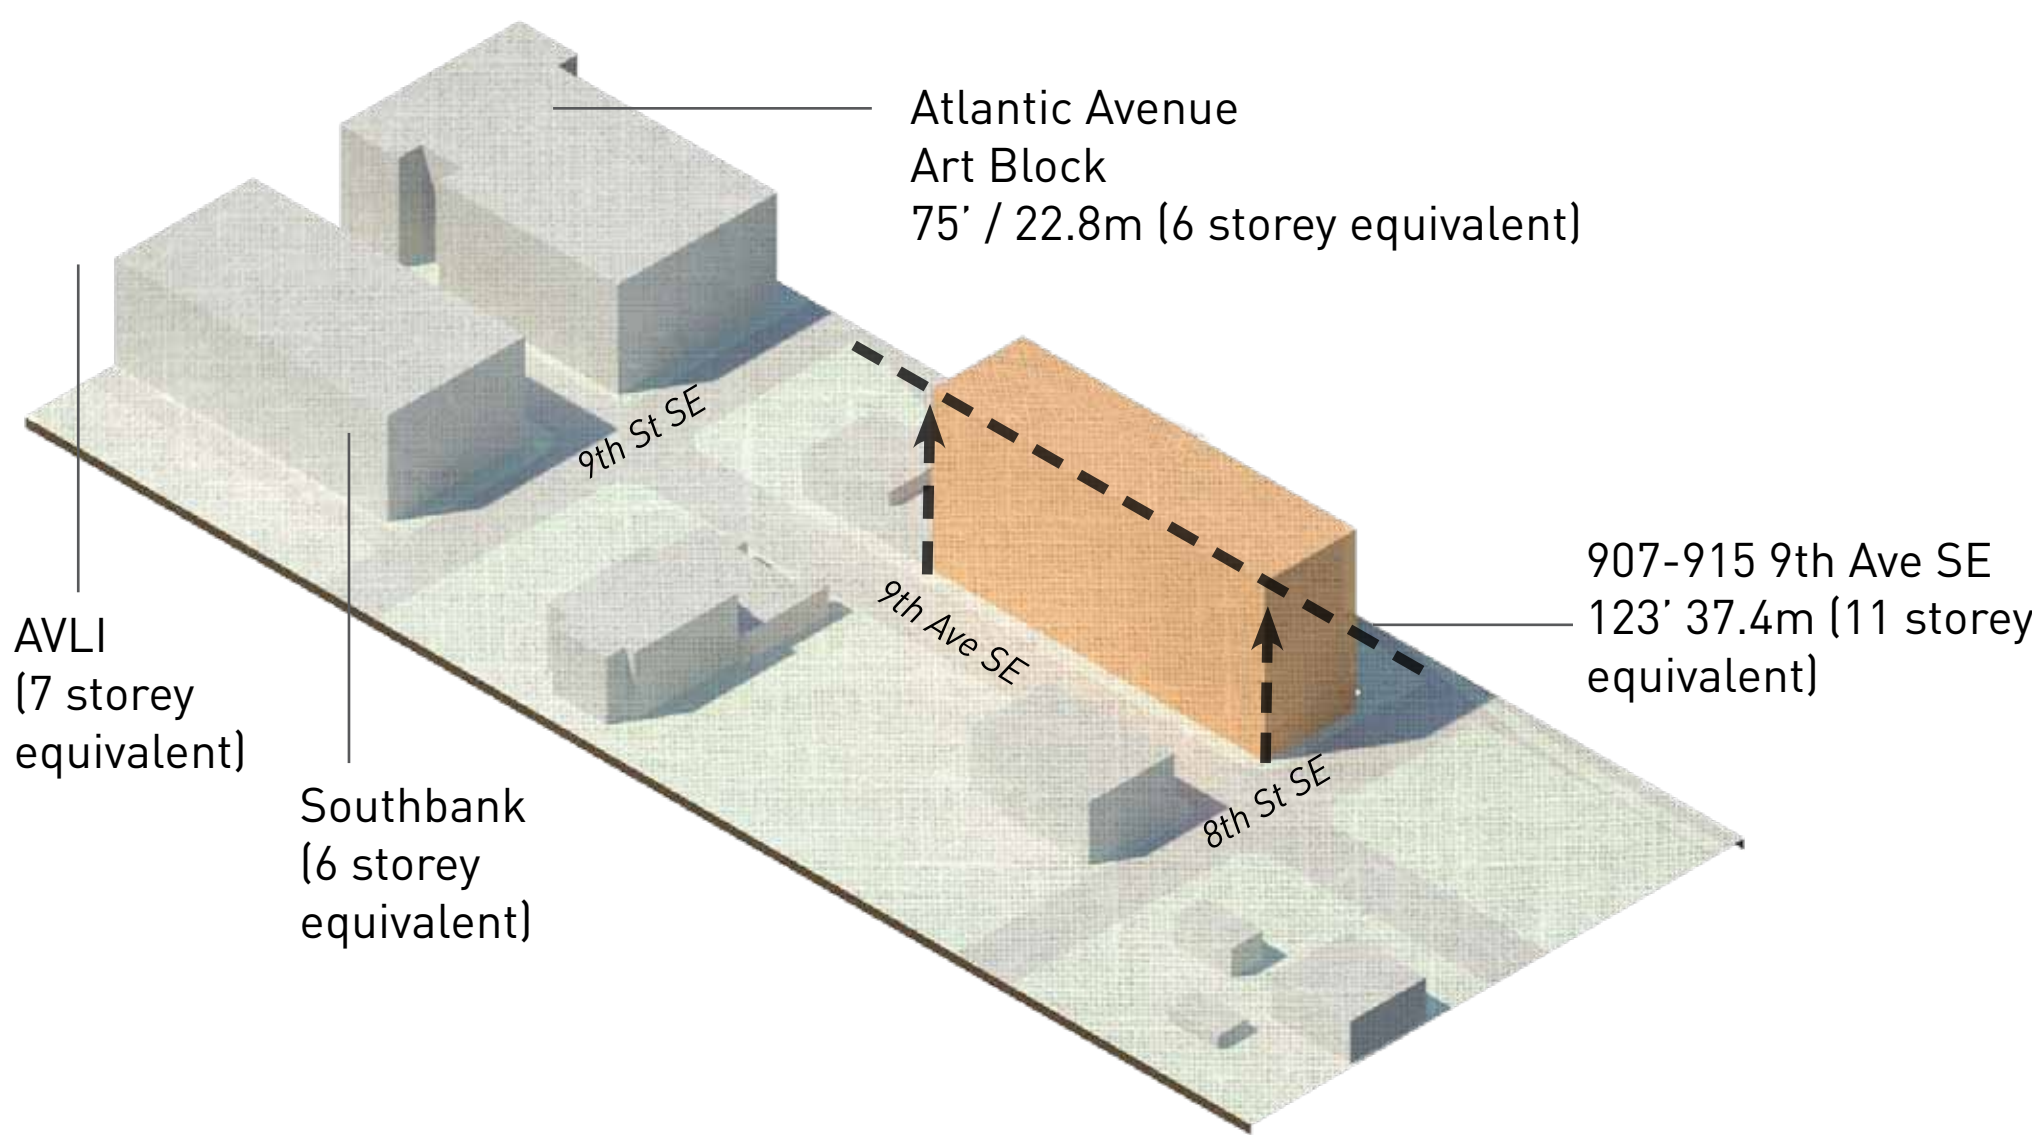 Atlantic Avenue
Art Block
75’ / 22.8m (6 storey equivalent)
9th St SE
907-915 9th Ave SE
123’ 37.4m (11 storey
equivalent)
9th Ave SE
AVLI
(7 storey
equivalent)
8th St SE
Southbank
(6 storey
equivalent)